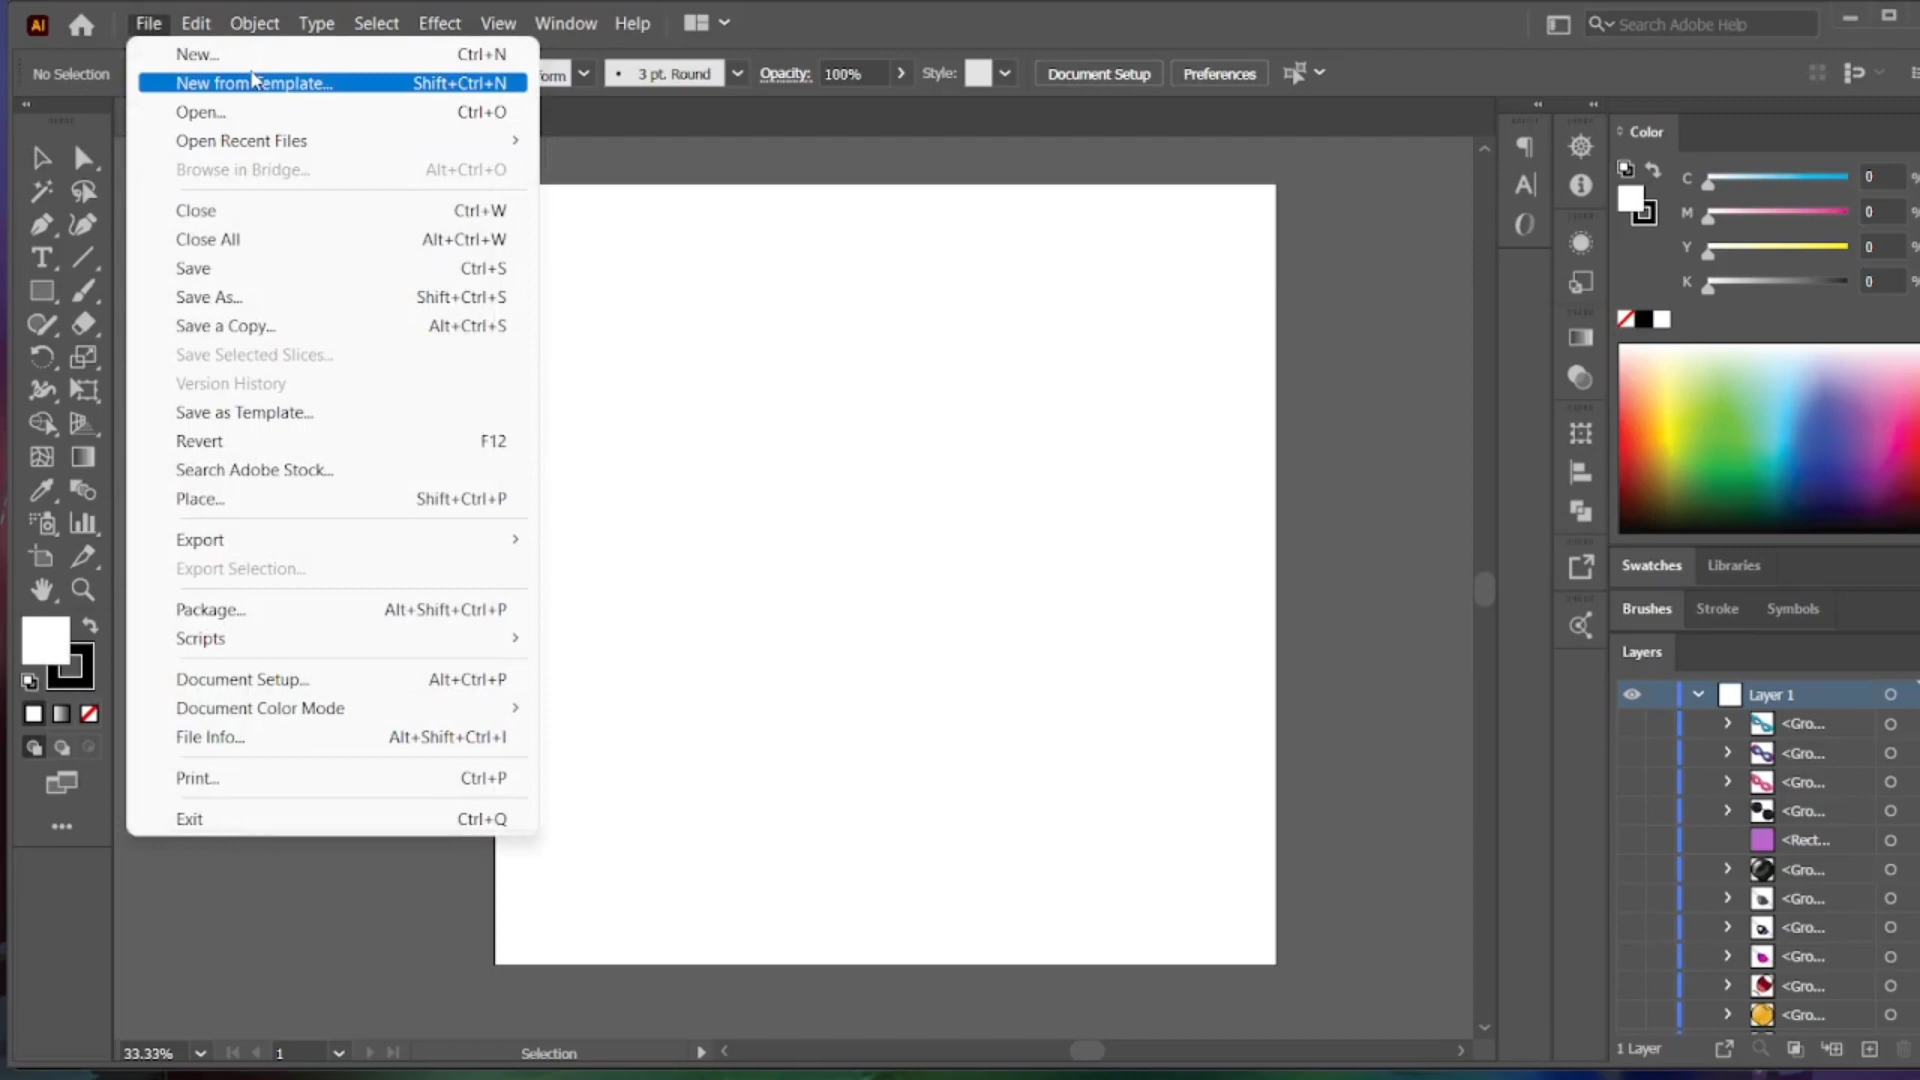 Ai File Edit Object Type Select Effect View Window Help Search Adobe Help
No Selection orm 3 pt. Round Opacity: 100% Style: Document Setup Preferences
New... Ctrl+N
New from Template... Shift+Ctrl+N
Open... Ctrl+O
Open Recent Files
Browse in Bridge... Alt+Ctrl+O
Close Ctrl+W
Close All Alt+Ctrl+W
Save Ctrl+S
Save As... Shift+Ctrl+S
Save a Copy... Alt+Ctrl+S
Save Selected Slices...
Version History
Save as Template...
Revert F12
Search Adobe Stock...
Place... Shift+Ctrl+P
Export
Export Selection...
Package... Alt+Shift+Ctrl+P
Scripts
Document Setup... Alt+Ctrl+P
Document Color Mode
File Info... Alt+Shift+Ctrl+I
Print... Ctrl+P
Exit Ctrl+Q
Color
C 0 %
M 0 %
Y 0 %
K 0 %
Swatches Libraries
Brushes Stroke Symbols
Layers
Layer 1
<Gro...
<Gro...
<Gro...
<Gro...
<Rect...
<Gro...
<Gro...
<Gro...
<Gro...
<Gro...
<Gro...
1 Layer
33.33% 1 Selection